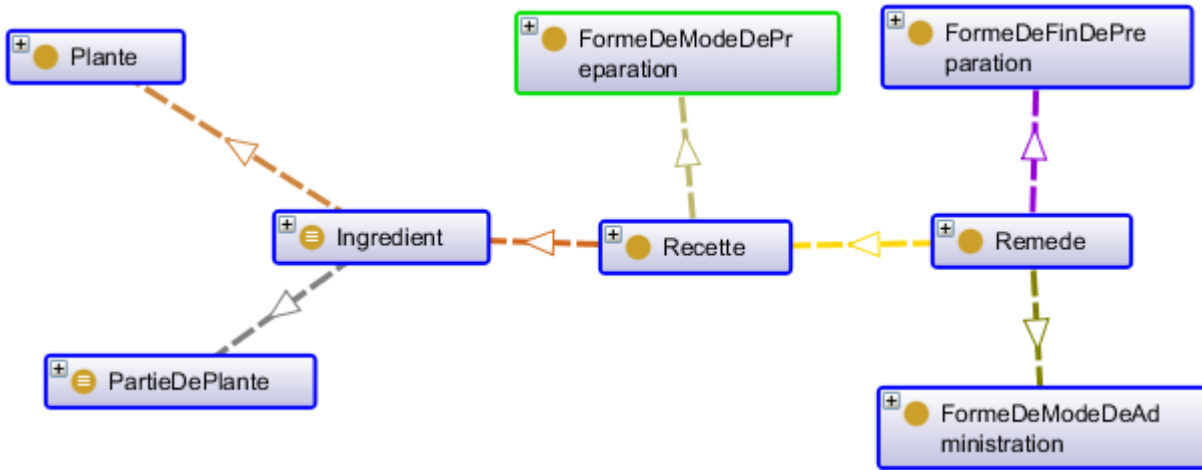 Plante
FormeDeModeDePr
eparation
FormeDeFinDePre
paration
Ingredient
Recette
Remede
PartieDePlante
FormeDeModeDeAd
ministration